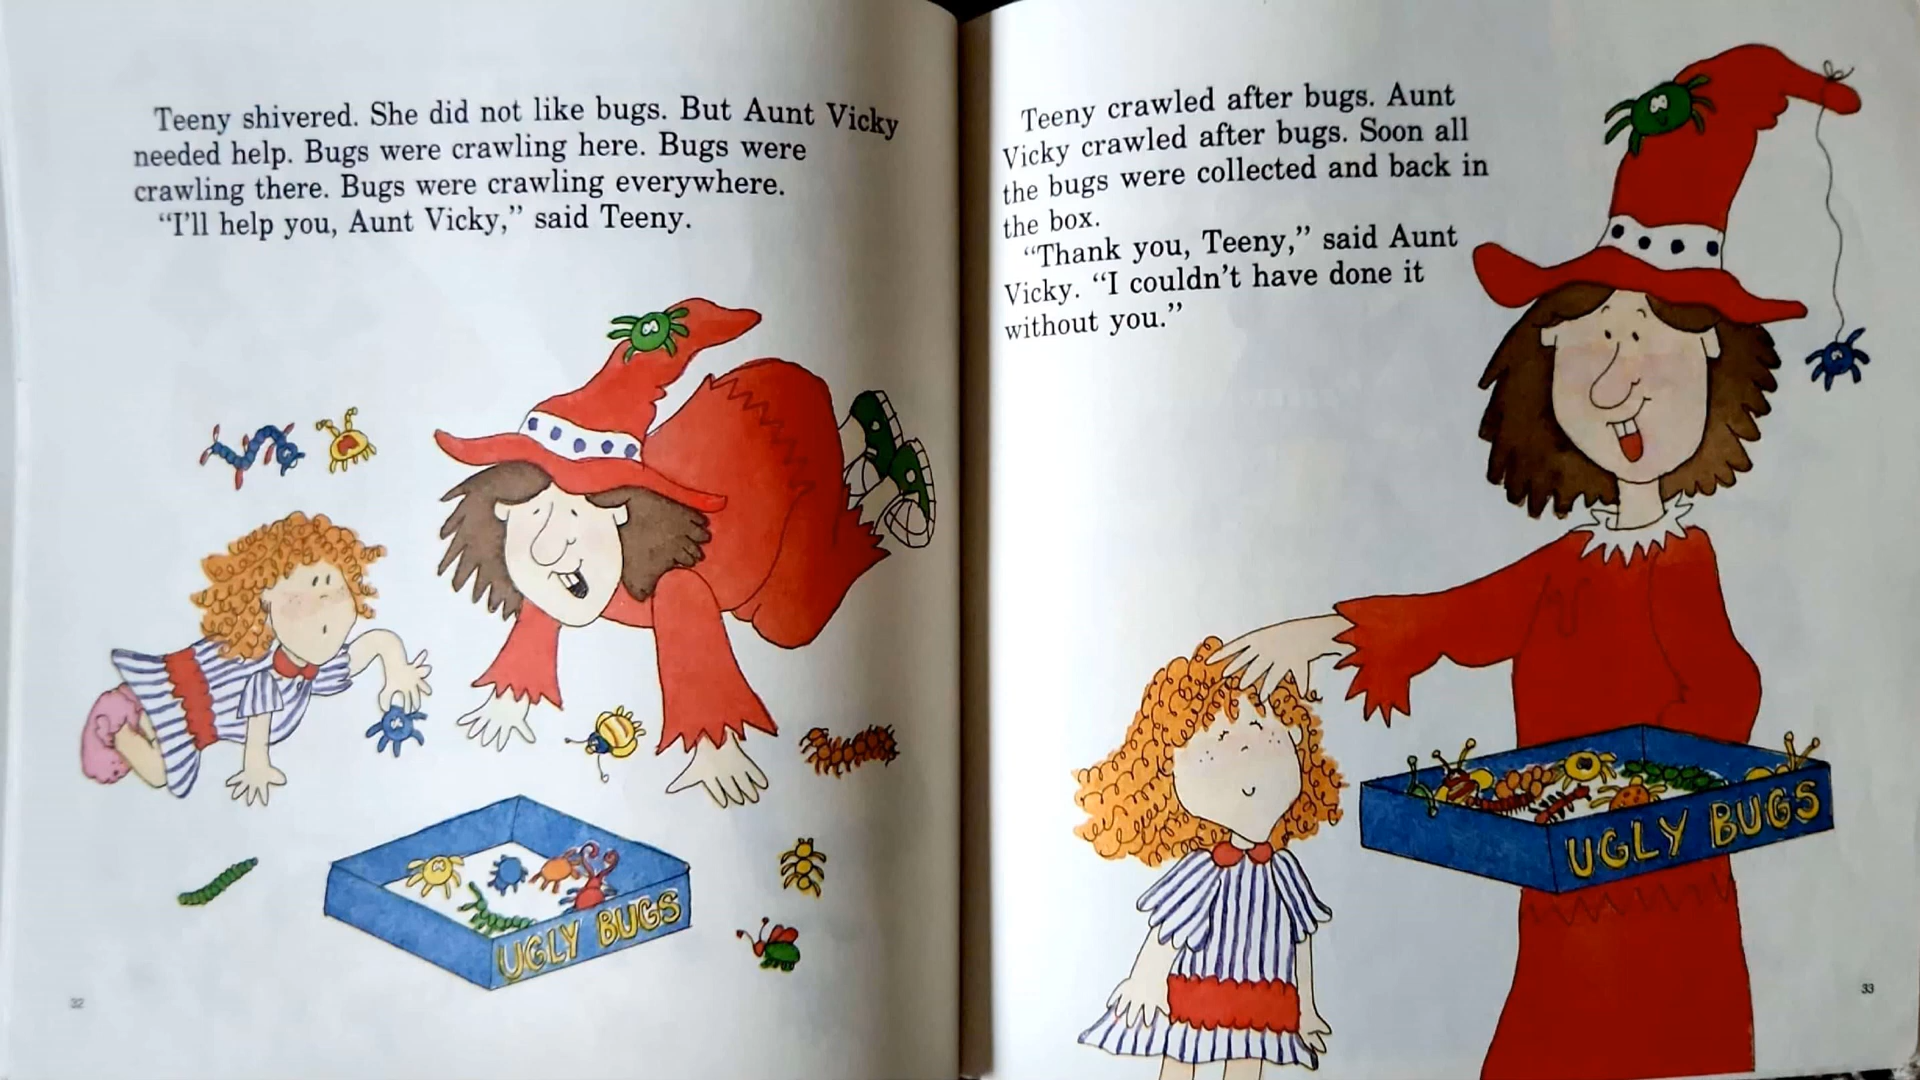 Teeny shivered. She did not like bugs. But Aunt Vicky
needed help. Bugs were crawling here. Bugs were
crawling there. Bugs were crawling everywhere.
“I’ll help you, Aunt Vicky,” said Teeny.
UGLY BUGS
32
Teeny crawled after bugs. Aunt
Vicky crawled after bugs. Soon all
the bugs were collected and back in
the box.
“Thank you, Teeny,” said Aunt
Vicky. “I couldn’t have done it
without you.”
UGLY BUGS
33